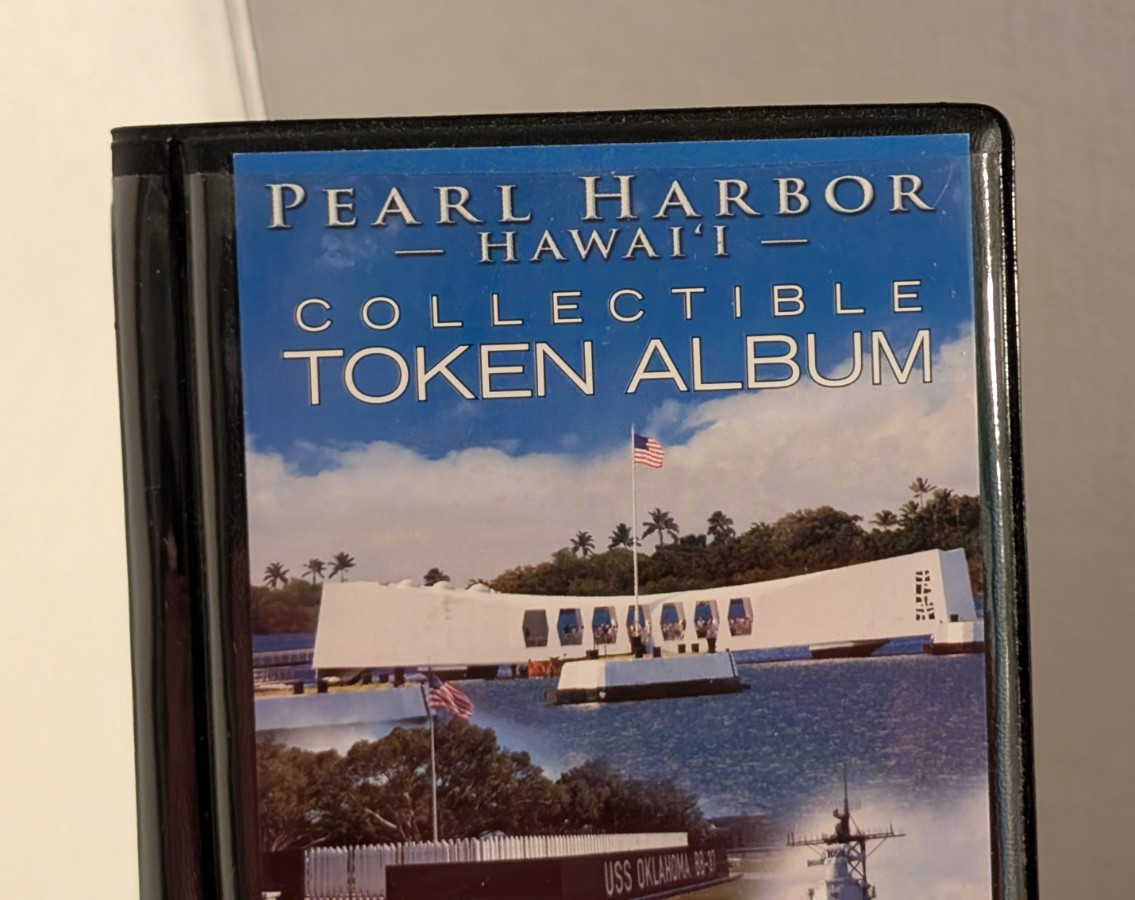 PEARL HARBOR
— HAWAI‘I —
COLLECTIBLE
TOKEN ALBUM
USS OKLAHOMA BB-37